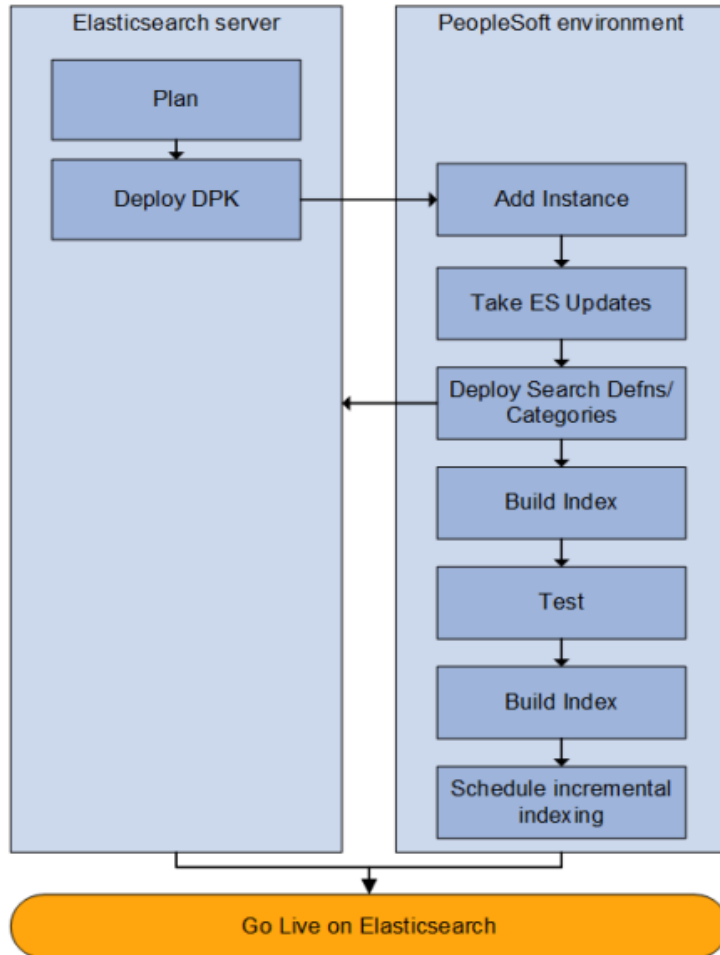 Elasticsearch server
Plan
Deploy DPK
PeopleSoft environment
Add Instance
Take ES Updates
Deploy Search Defns/
Categories
Build Index
Test
Build Index
Schedule incremental
indexing
Go Live on Elasticsearch